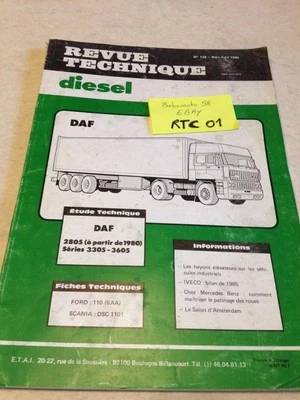 REVUE
TECHNIQUE
diesel
Bebemoto 58
EBAY
RTC 01
DAF
Etude Technique
DAF
2805 (à partir de 1980)
Séries 3305-3605
Fiches Techniques
FORD : 110 (6AA)
SCANIA : DSC 1101
Informations
— Les hayons élévateurs sur les véhi-
cules industriels
— IVECO : bilan de 1985
— Chez Mercedes Benz : comment
maîtriser le patinage des roues
— Le Salon d'Amsterdam
E.T.A.I. 20-22, rue de la Saussière - 92100 Boulogne Billancourt. Tél. (1) 46.04.81.13